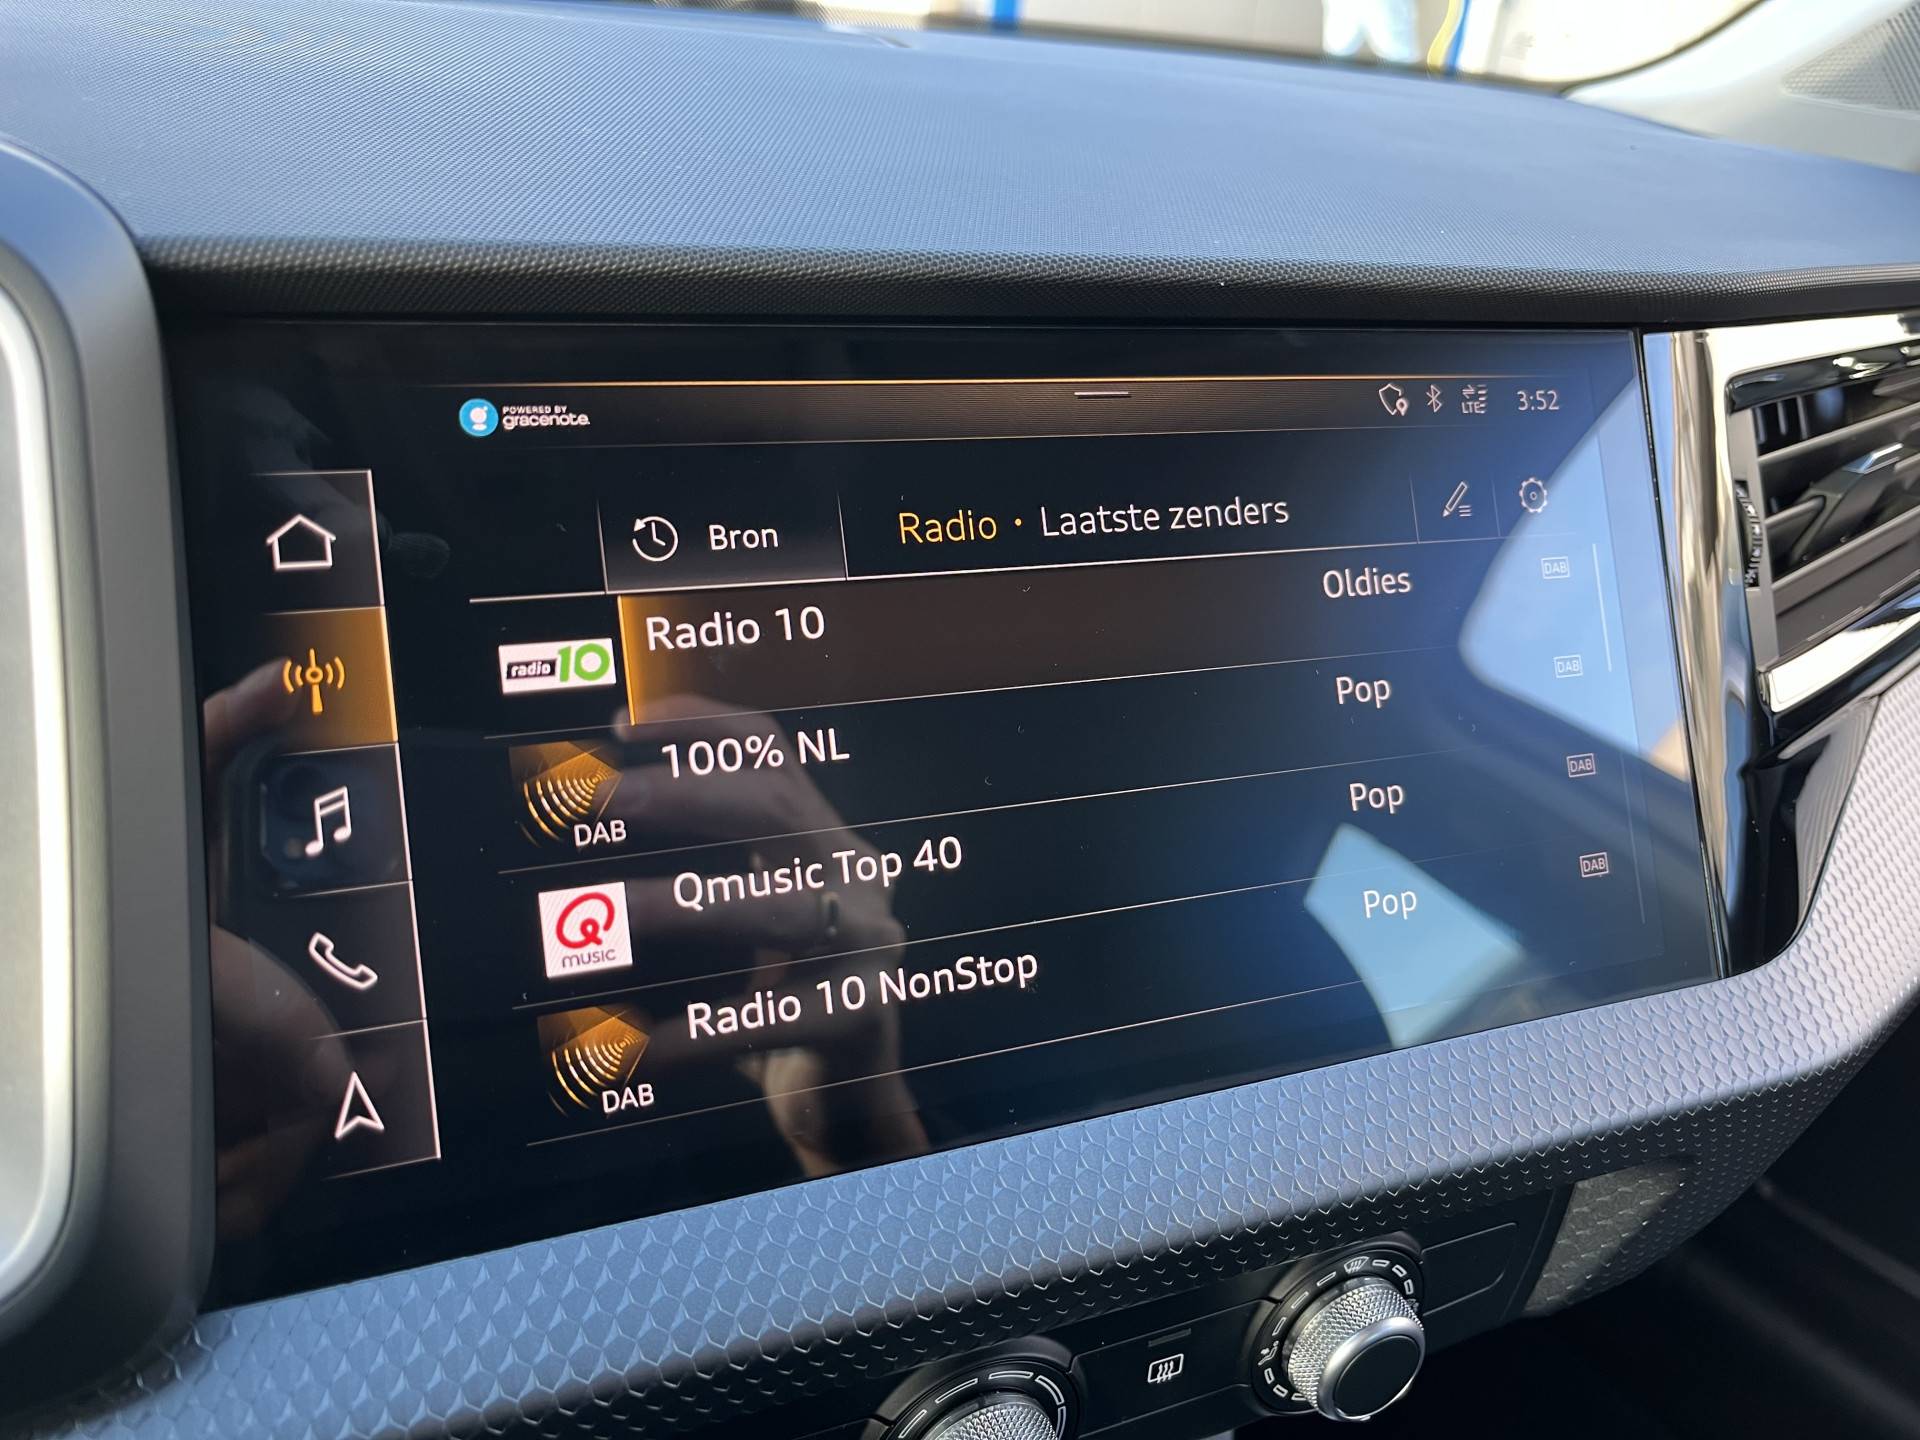 POWERED BY
gracenote.
LTE
3:52
Bron
Radio • Laatste zenders
radio 10
Radio 10
Oldies
DAB
DAB
100% NL
Pop
DAB
music
Qmusic Top 40
Pop
DAB
DAB
Radio 10 NonStop
Pop
DAB